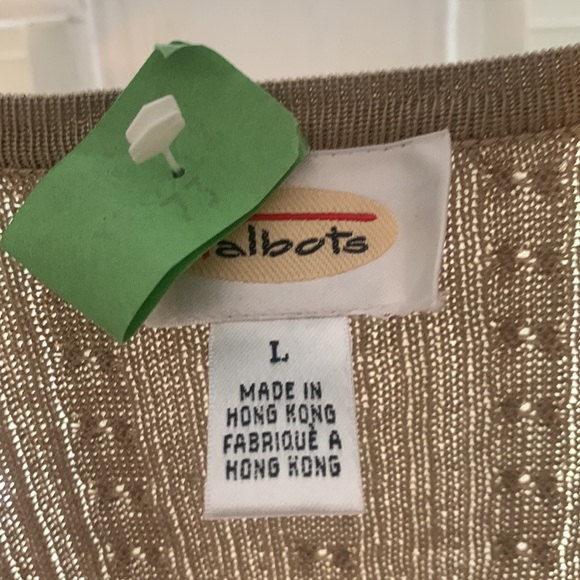 albots
L
MADE IN
HONG KONG
FABRIQUÈ A
HONG KONG